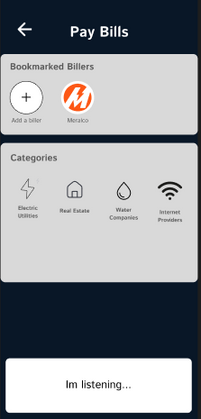 Pay Bills
Bookmarked Billers
Add a biller
Meralco
Categories
Electric
Utilities
Real Estate
Water
Companies
Internet
Providers
Im listening...